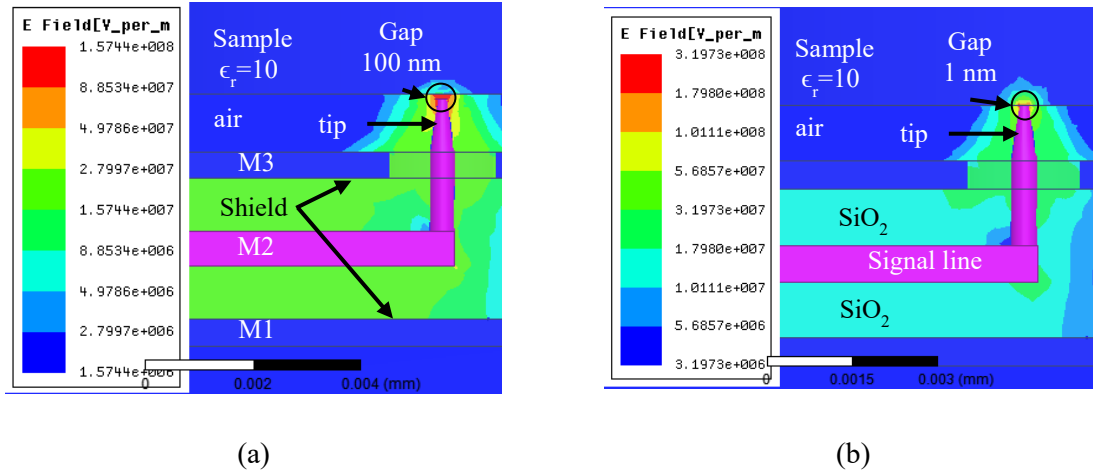 E Field[V_per_m
1.5744e+008
8.8534e+007
4.9786e+007
2.7997e+007
1.5744e+007
8.8534e+006
4.9786e+006
2.7997e+006
1.5744e+006
Sample
ϵ_r=10
Gap
100 nm
air
tip
M3
Shield
M2
M1
0
0.002
0.004 (mm)
(a)
E Field[V_per_m
3.1973e+008
1.7980e+008
1.0111e+008
5.6857e+007
3.1973e+007
1.7980e+007
1.0111e+007
5.6857e+006
3.1973e+006
Sample
ϵ_r=10
Gap
1 nm
air
tip
SiO₂
Signal line
SiO₂
0
0.0015
0.003 (mm)
(b)